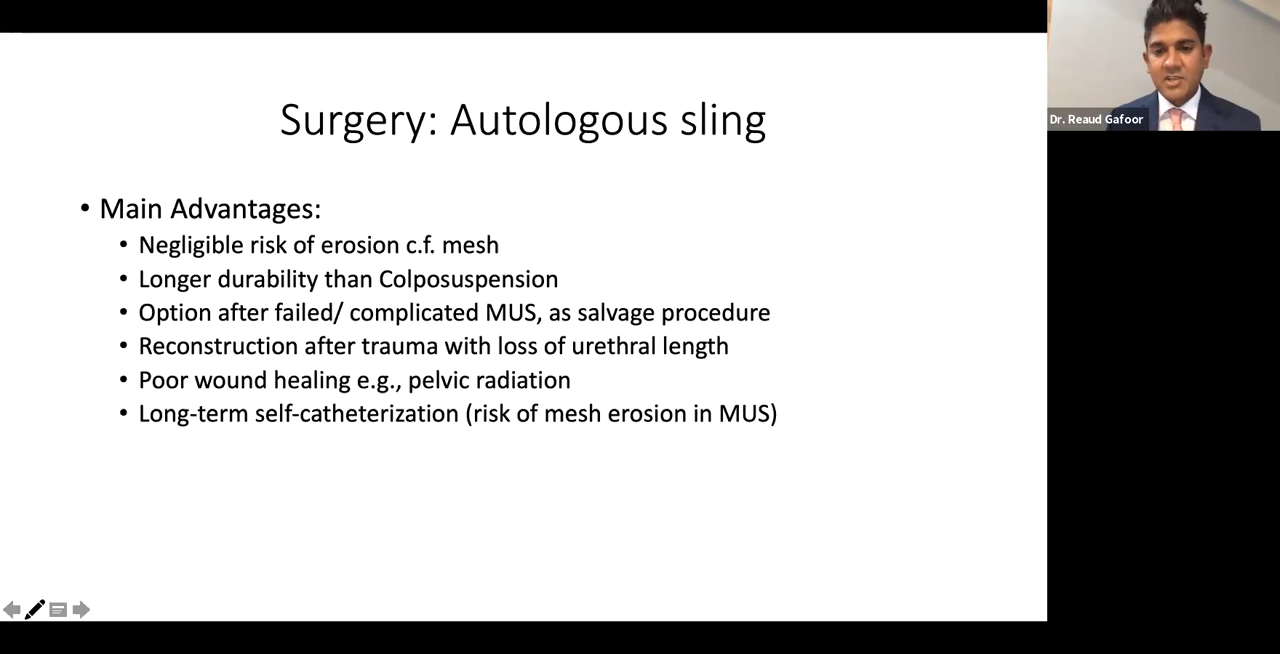 Surgery: Autologous sling
• Main Advantages:
• Negligible risk of erosion c.f. mesh
• Longer durability than Colposuspension
• Option after failed/ complicated MUS, as salvage procedure
• Reconstruction after trauma with loss of urethral length
• Poor wound healing e.g., pelvic radiation
• Long-term self-catheterization (risk of mesh erosion in MUS)
Dr. Reaud Gafoor